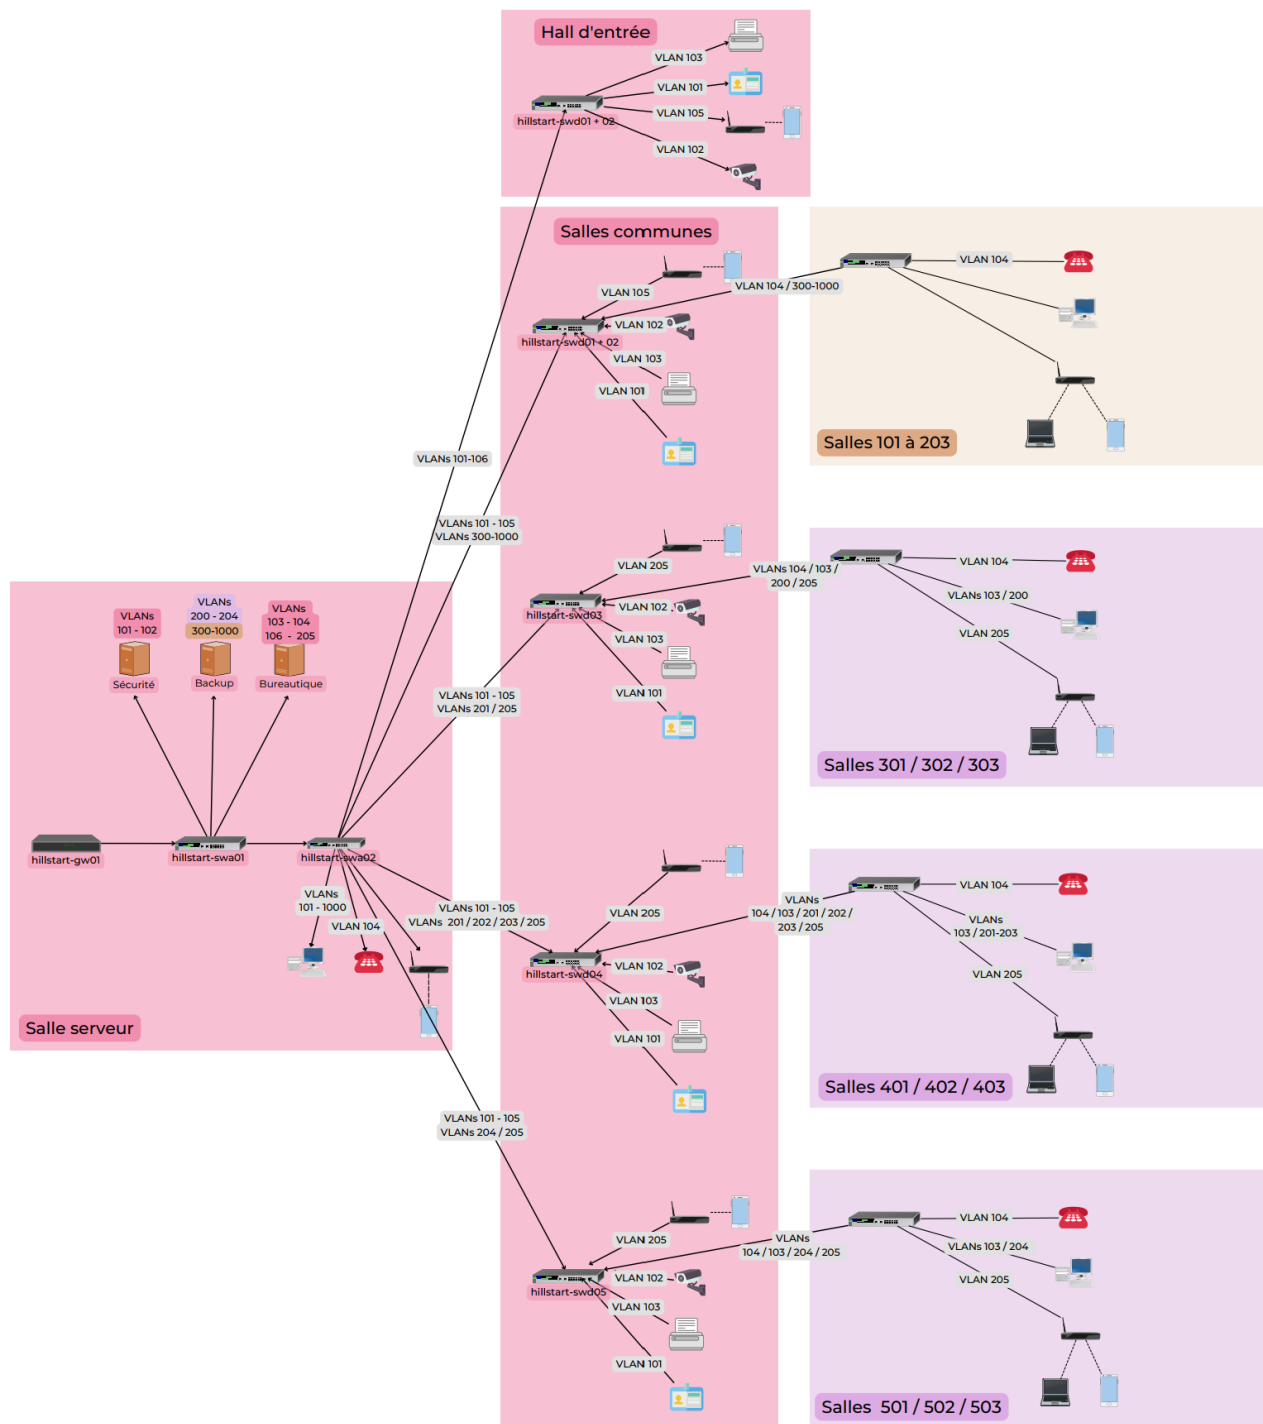 Hall d'entrée
VLAN 103
VLAN 101
VLAN 105
VLAN 102
hillstart-swd01 + 02
VLANs 101-106
Salles communes
VLAN 105
VLAN 104 / 300-1000
VLAN 102
hillstart-swd01 + 02
VLAN 103
VLAN 101
VLANs 101 - 105
VLANs 300-1000
VLAN 104
Salles 101 à 203
VLAN 205
VLANs 104 / 103 /
200 / 205
VLAN 102
hillstart-swd03
VLAN 103
VLAN 101
VLANs 101 - 105
VLANs 201 / 205
VLAN 104
VLANs 103 / 200
VLAN 205
Salles 301 / 302 / 303
VLANs
101 - 102
Sécurité
VLANs
200 - 204
300-1000
Backup
VLANs
103 - 104
106 - 205
Bureautique
hillstart-gw01
hillstart-swa01
hillstart-swa02
VLANs
101 - 1000
VLAN 104
Salle serveur
VLANs 101 - 105
VLANs 201 / 202 / 203 / 205
VLAN 205
VLANs
104 / 103 / 201 / 202 /
203 / 205
VLAN 102
hillstart-swd04
VLAN 103
VLAN 101
VLAN 104
VLANs
103 / 201-203
VLAN 205
Salles 401 / 402 / 403
VLANs 101 - 105
VLANs 204 / 205
VLAN 205
VLANs
104 / 103 / 204 / 205
VLAN 102
hillstart-swd05
VLAN 103
VLAN 101
VLAN 104
VLANs 103 / 204
VLAN 205
Salles 501 / 502 / 503